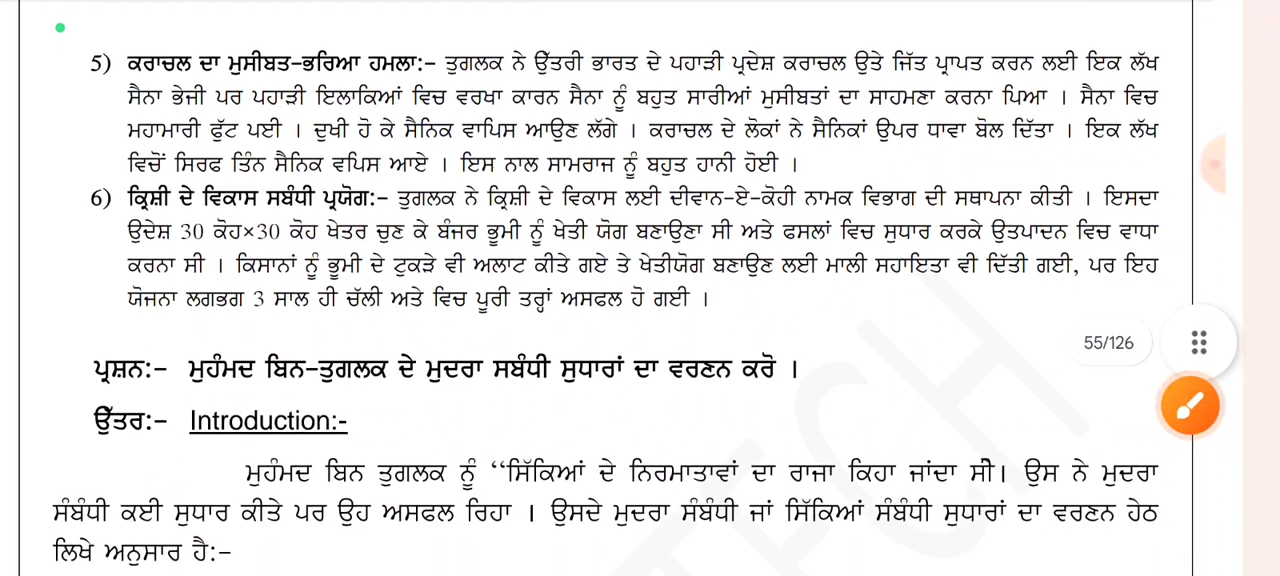 5) ਕਰਾਚਲ ਦਾ ਮੁਸੀਬਤ-ਭਰਿਆ ਹਮਲਾ:- ਤੁਗਲਕ ਨੇ ਉੱਤਰੀ ਭਾਰਤ ਦੇ ਪਹਾੜੀ ਪ੍ਰਦੇਸ਼ ਕਰਾਚਲ ਉਤੇ ਜਿੱਤ ਪ੍ਰਾਪਤ ਕਰਨ ਲਈ ਇਕ ਲੱਖ
ਸੈਨਾ ਭੇਜੀ ਪਰ ਪਹਾੜੀ ਇਲਾਕਿਆਂ ਵਿਚ ਵਰਖਾ ਕਾਰਨ ਸੈਨਾ ਨੂੰ ਬਹੁਤ ਸਾਰੀਆਂ ਮੁਸੀਬਤਾਂ ਦਾ ਸਾਹਮਣਾ ਕਰਨਾ ਪਿਆ । ਸੈਨਾ ਵਿਚ
ਮਹਾਮਾਰੀ ਫੁੱਟ ਪਈ । ਦੁਖੀ ਹੋ ਕੇ ਸੈਨਿਕ ਵਾਪਿਸ ਆਉਣ ਲੱਗੇ । ਕਰਾਚਲ ਦੇ ਲੋਕਾਂ ਨੇ ਸੈਨਿਕਾਂ ਉਪਰ ਧਾਵਾ ਬੋਲ ਦਿੱਤਾ । ਇਕ ਲੱਖ
ਵਿਚੋਂ ਸਿਰਫ ਤਿੰਨ ਸੈਨਿਕ ਵਪਿਸ ਆਏ । ਇਸ ਨਾਲ ਸਾਮਰਾਜ ਨੂੰ ਬਹੁਤ ਹਾਨੀ ਹੋਈ ।
6) ਕ੍ਰਿਸ਼ੀ ਦੇ ਵਿਕਾਸ ਸਬੰਧੀ ਪ੍ਰਯੋਗ:- ਤੁਗਲਕ ਨੇ ਕ੍ਰਿਸ਼ੀ ਦੇ ਵਿਕਾਸ ਲਈ ਦੀਵਾਨ-ਏ-ਕੋਹੀ ਨਾਮਕ ਵਿਭਾਗ ਦੀ ਸਥਾਪਨਾ ਕੀਤੀ । ਇਸਦਾ
ਉਦੇਸ਼ 30 ਕੋਹ×30 ਕੋਹ ਖੇਤਰ ਚੁਣ ਕੇ ਬੰਜਰ ਭੂਮੀ ਨੂੰ ਖੇਤੀ ਯੋਗ ਬਣਾਉਣਾ ਸੀ ਅਤੇ ਫਸਲਾਂ ਵਿਚ ਸੁਧਾਰ ਕਰਕੇ ਉਤਪਾਦਨ ਵਿਚ ਵਾਧਾ
ਕਰਨਾ ਸੀ । ਕਿਸਾਨਾਂ ਨੂੰ ਭੂਮੀ ਦੇ ਟੁਕੜੇ ਵੀ ਅਲਾਟ ਕੀਤੇ ਗਏ ਤੇ ਖੇਤੀਯੋਗ ਬਣਾਉਣ ਲਈ ਮਾਲੀ ਸਹਾਇਤਾ ਵੀ ਦਿੱਤੀ ਗਈ, ਪਰ ਇਹ
ਯੋਜਨਾ ਲਗਭਗ 3 ਸਾਲ ਹੀ ਚੱਲੀ ਅਤੇ ਵਿਚ ਪੂਰੀ ਤਰ੍ਹਾਂ ਅਸਫਲ ਹੋ ਗਈ ।
55/126
ਪ੍ਰਸ਼ਨ:- ਮੁਹੰਮਦ ਬਿਨ-ਤੁਗਲਕ ਦੇ ਮੁਦਰਾ ਸਬੰਧੀ ਸੁਧਾਰਾਂ ਦਾ ਵਰਣਨ ਕਰੋ ।
ਉੱਤਰ:- Introduction:-
ਮੁਹੰਮਦ ਬਿਨ ਤੁਗਲਕ ਨੂੰ “ਸਿੱਕਿਆਂ ਦੇ ਨਿਰਮਾਤਾਵਾਂ ਦਾ ਰਾਜਾ ਕਿਹਾ ਜਾਂਦਾ ਸੀ। ਉਸ ਨੇ ਮੁਦਰਾ
ਸੰਬੰਧੀ ਕਈ ਸੁਧਾਰ ਕੀਤੇ ਪਰ ਉਹ ਅਸਫਲ ਰਿਹਾ । ਉਸਦੇ ਮੁਦਰਾ ਸੰਬੰਧੀ ਜਾਂ ਸਿੱਕਿਆਂ ਸੰਬੰਧੀ ਸੁਧਾਰਾਂ ਦਾ ਵਰਣਨ ਹੇਠ
ਲਿਖੇ ਅਨੁਸਾਰ ਹੈ:-